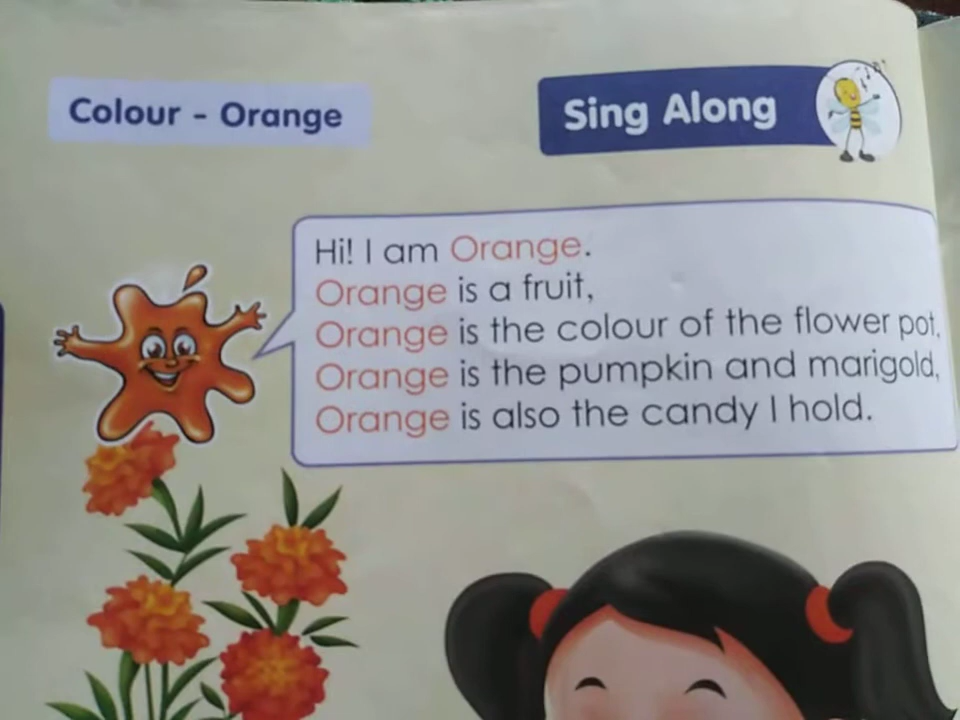 Colour - Orange
Sing Along
Hi! I am Orange.
Orange is a fruit,
Orange is the colour of the flower pot,
Orange is the pumpkin and marigold,
Orange is also the candy I hold.